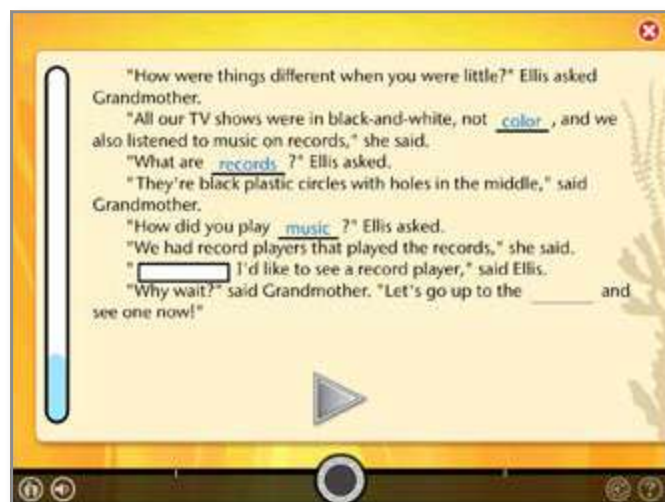 "How were things different when you were little?" Ellis asked
Grandmother.
"All our TV shows were in black-and-white, not color, and we
also listened to music on records," she said.
"What are records?" Ellis asked.
"They're black plastic circles with holes in the middle," said
Grandmother.
"How did you play music?" Ellis asked.
"We had record players that played the records," she said.
" I'd like to see a record player," said Ellis.
"Why wait?" said Grandmother. "Let's go up to the ______ and
see one now!"